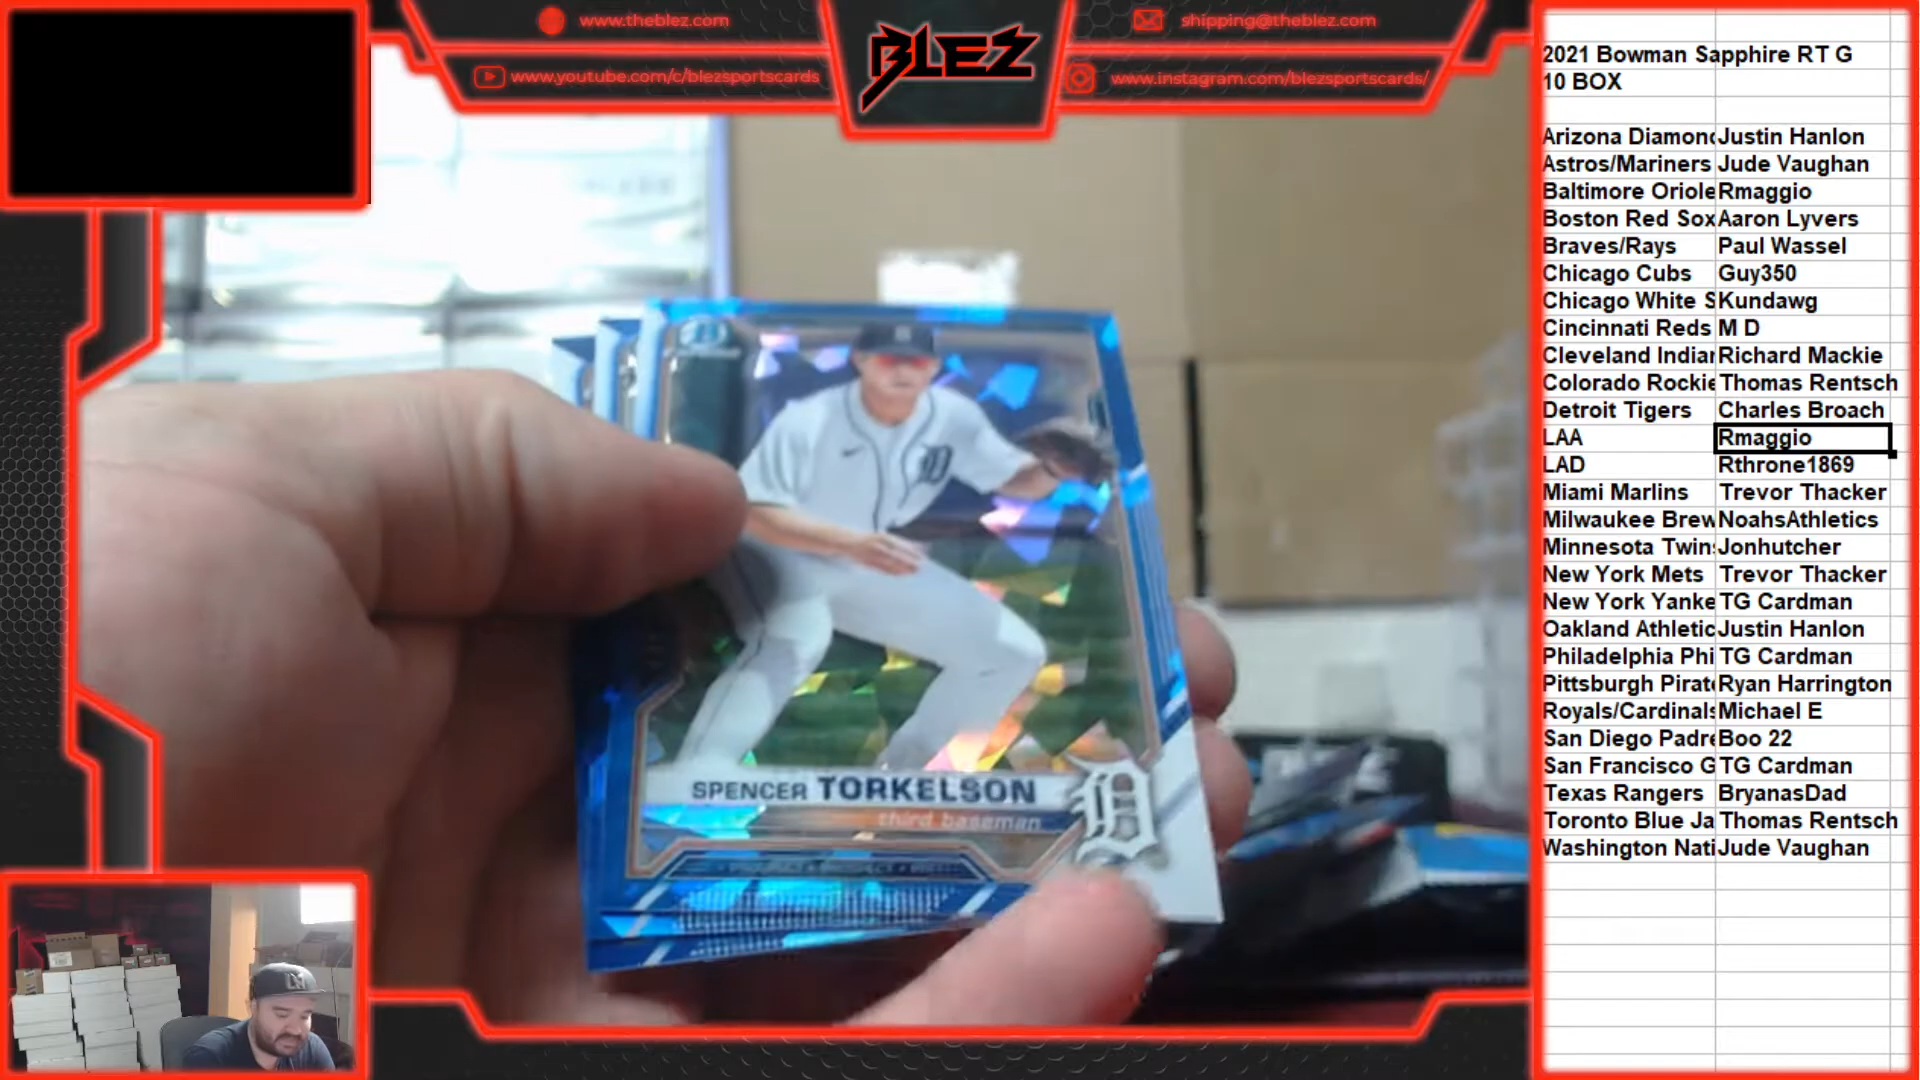 www.theblez.com
shipping@theblez.com
BLEZ
www.youtube.com/c/blezsportscards
www.instagram.com/blezsportscards/
2021 Bowman Sapphire RT G
10 BOX
Arizona Diamond Justin Hanlon
Astros/Mariners Jude Vaughan
Baltimore Oriole Rmaggio
Boston Red Sox Aaron Lyvers
Braves/Rays Paul Wassel
Chicago Cubs Guy350
Chicago White S Kundawg
Cincinnati Reds M D
Cleveland Indian Richard Mackie
Colorado Rockie Thomas Rentsch
Detroit Tigers Charles Broach
LAA Rmaggio
LAD Rthrone1869
Miami Marlins Trevor Thacker
Milwaukee Brew NoahsAthletics
Minnesota Twins Jonhutcher
New York Mets Trevor Thacker
New York Yanke TG Cardman
Oakland Athletic Justin Hanlon
Philadelphia Phi TG Cardman
Pittsburgh Pirate Ryan Harrington
Royals/Cardinals Michael E
San Diego Padre Boo 22
San Francisco G TG Cardman
Texas Rangers BryanasDad
Toronto Blue Ja Thomas Rentsch
Washington Nati Jude Vaughan
SPENCER TORKELSON
third baseman